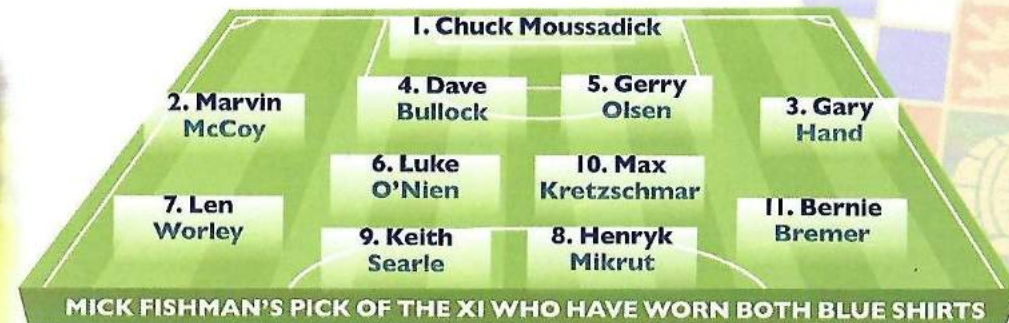 1. Chuck Moussadick
4. Dave
Bullock
5. Gerry
Olsen
2. Marvin
McCoy
3. Gary
Hand
6. Luke
O'Nien
10. Max
Kretzschmar
7. Len
Worley
11. Bernie
Bremer
9. Keith
Searle
8. Henryk
Mikrut
MICK FISHMAN'S PICK OF THE XI WHO HAVE WORN BOTH BLUE SHIRTS